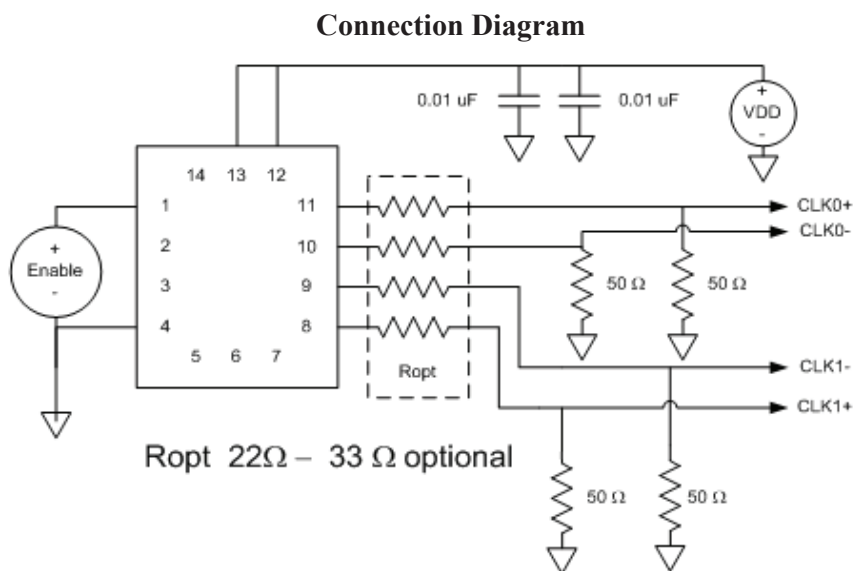 Connection Diagram
0.01 uF
0.01 uF
+
VDD
-
14 13 12
1
2
3
4
11
10
9
8
5 6 7
+
Enable
-
Ropt
CLK0+
CLK0-
50 Ω
50 Ω
CLK1-
CLK1+
Ropt 22Ω – 33 Ω optional
50 Ω
50 Ω